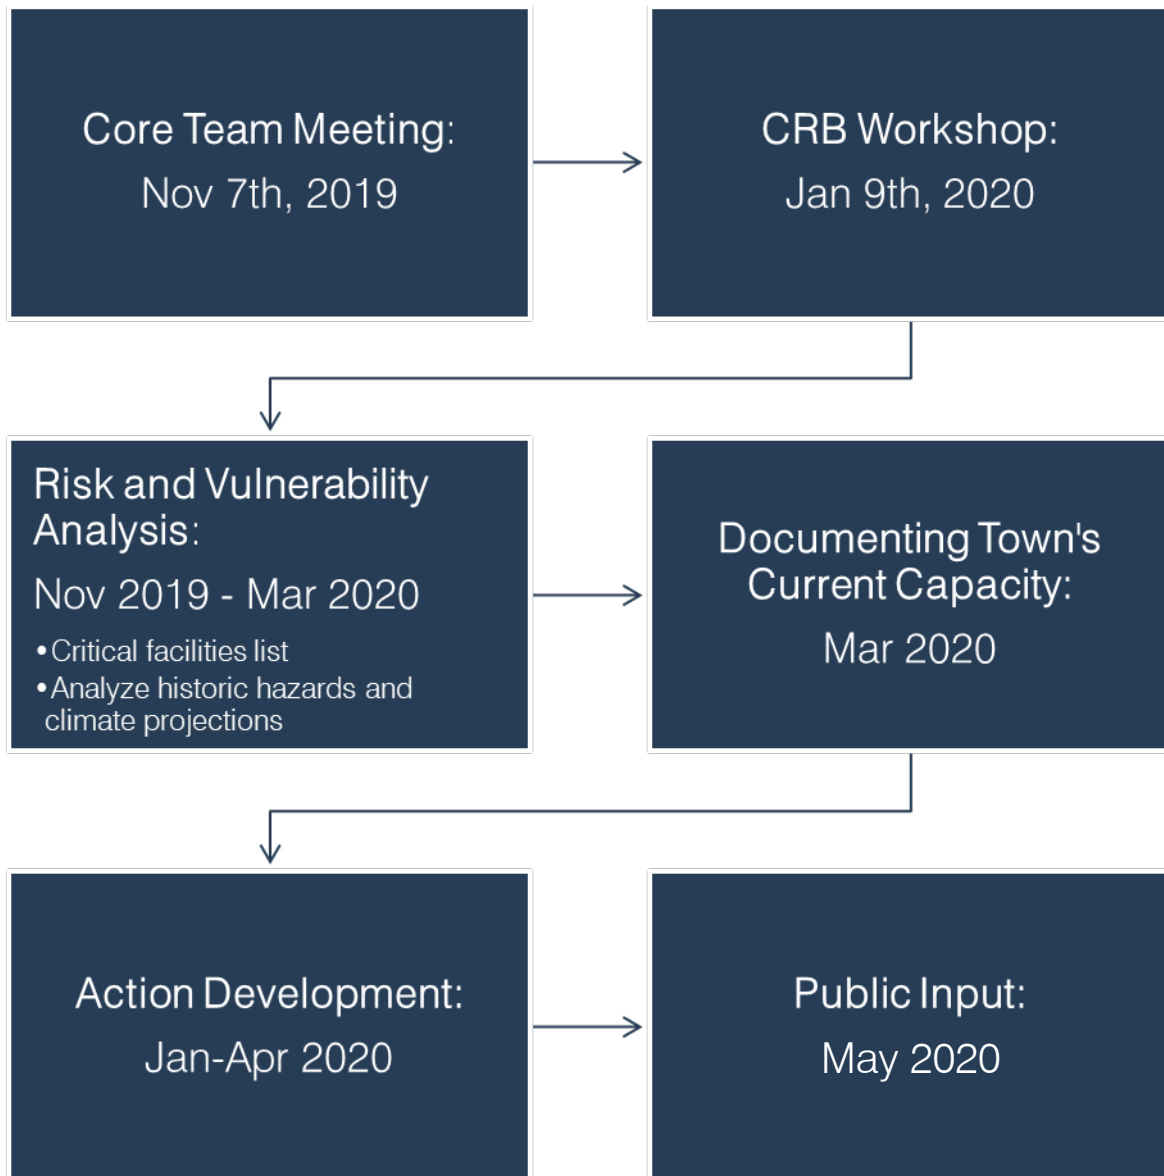 Core Team Meeting:
Nov 7th, 2019
CRB Workshop:
Jan 9th, 2020
Risk and Vulnerability
Analysis:
Nov 2019 - Mar 2020
•Critical facilities list
•Analyze historic hazards and
climate projections
Documenting Town's
Current Capacity:
Mar 2020
Action Development:
Jan-Apr 2020
Public Input:
May 2020